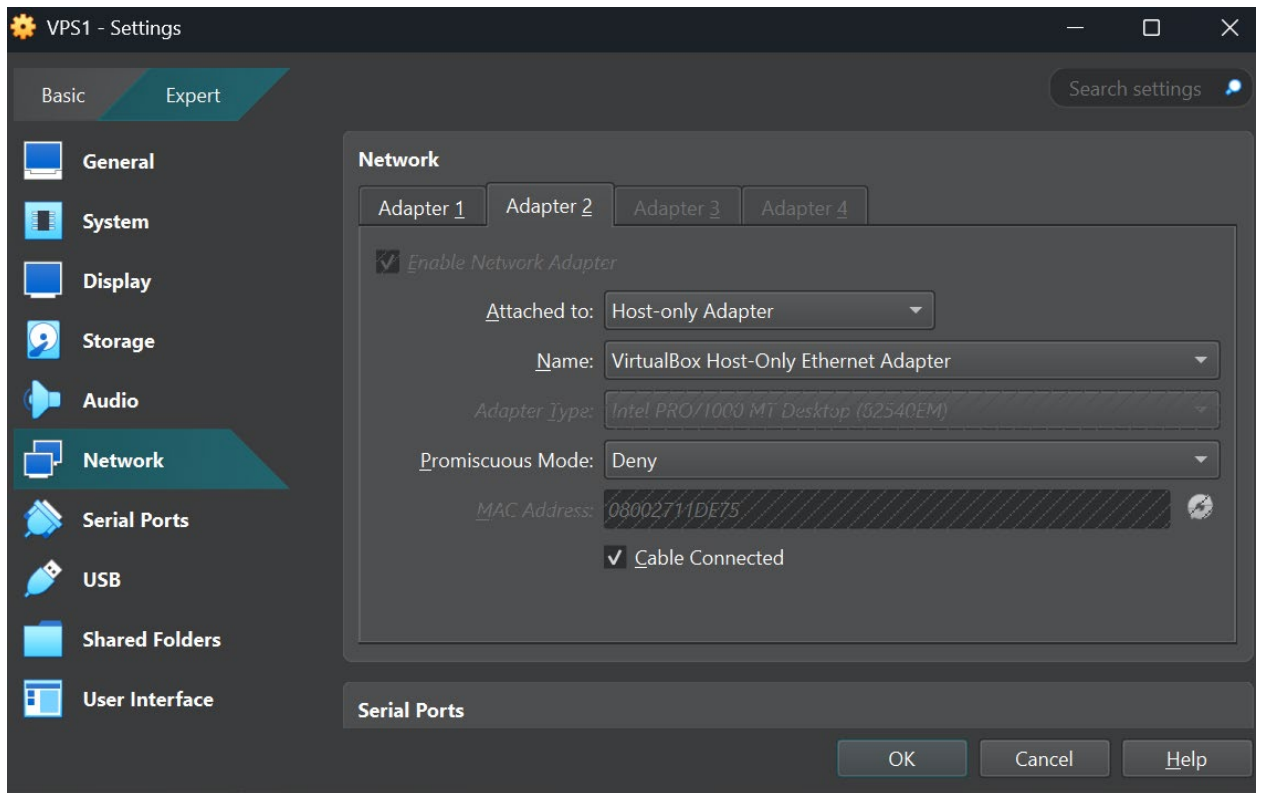 VPS1 - Settings
Basic
Expert
Search settings
General
System
Display
Storage
Audio
Network
Serial Ports
USB
Shared Folders
User Interface
Network
Adapter 1
Adapter 2
Adapter 3
Adapter 4
Enable Network Adapter
Attached to: Host-only Adapter
Name: VirtualBox Host-Only Ethernet Adapter
Adapter Type: Intel PRO/1000 MT Desktop (82540EM)
Promiscuous Mode: Deny
MAC Address: 08002711DE75
Cable Connected
Serial Ports
OK
Cancel
Help